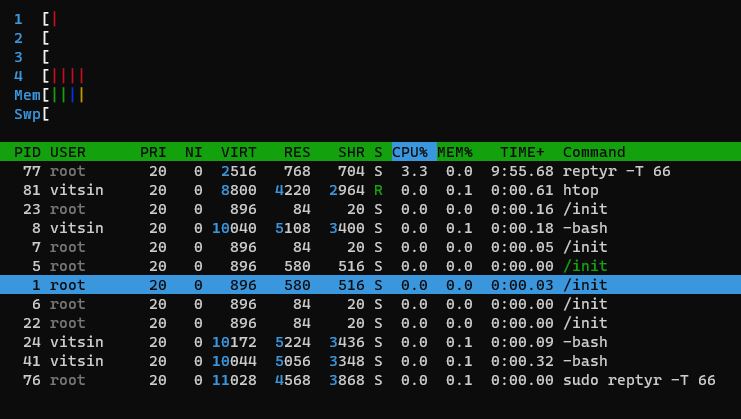 1 [|
2 [
3 [
4 [||||
Mem[||||
Swp[
PID USER PRI NI VIRT RES SHR S CPU% MEM% TIME+ Command
77 root 20 0 2516 768 704 S 3.3 0.0 9:55.68 reptyr -T 66
81 vitsin 20 0 8800 4220 2964 R 0.0 0.1 0:00.61 htop
23 root 20 0 896 84 20 S 0.0 0.0 0:00.16 /init
8 vitsin 20 0 10040 5108 3400 S 0.0 0.1 0:00.18 -bash
7 root 20 0 896 84 20 S 0.0 0.0 0:00.05 /init
5 root 20 0 896 580 516 S 0.0 0.0 0:00.00 /init
1 root 20 0 896 580 516 S 0.0 0.0 0:00.03 /init
6 root 20 0 896 84 20 S 0.0 0.0 0:00.00 /init
22 root 20 0 896 84 20 S 0.0 0.0 0:00.00 /init
24 vitsin 20 0 10172 5224 3436 S 0.0 0.1 0:00.09 -bash
41 vitsin 20 0 10044 5056 3348 S 0.0 0.1 0:00.32 -bash
76 root 20 0 11028 4568 3868 S 0.0 0.1 0:00.00 sudo reptyr -T 66